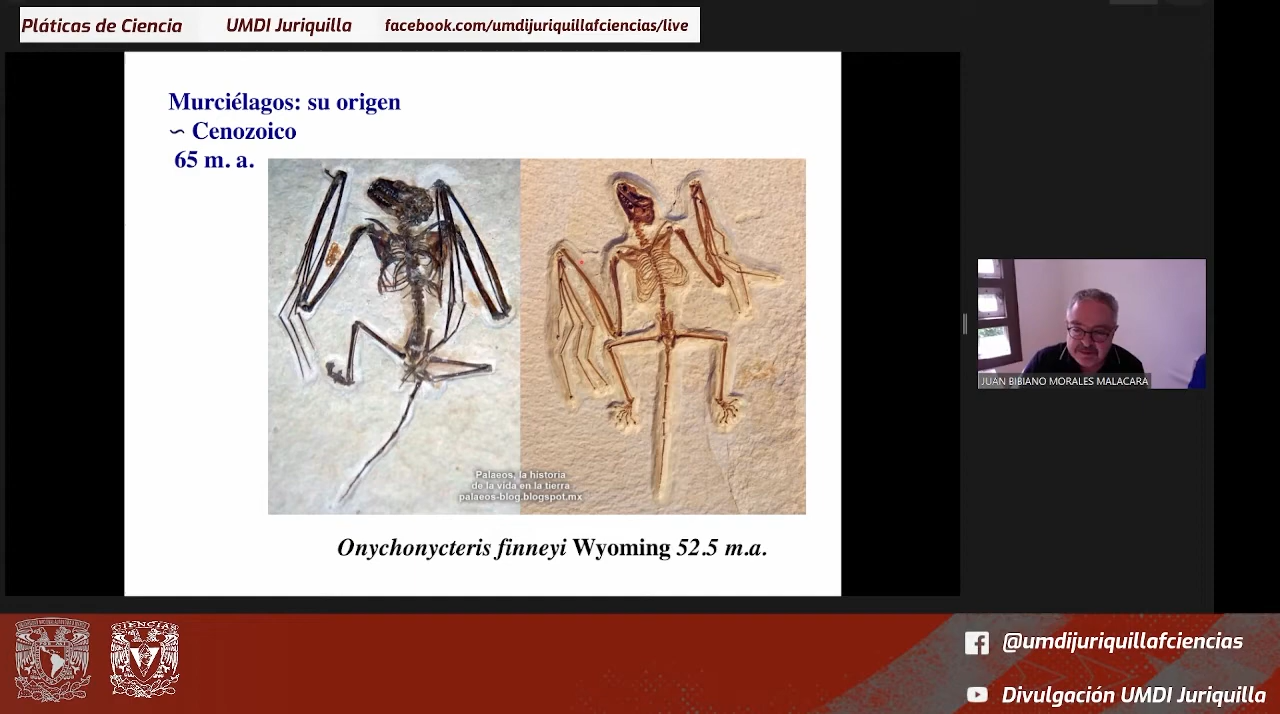 Pláticas de Ciencia
UMDI Juriquilla
facebook.com/umdijuriquillafciencias/live
Murciélagos: su origen
∽ Cenozoico
65 m. a.
Palaeos, la historia
de la vida en la tierra
palaeos-blog.blogspot.mx
Onychonycteris finneyi Wyoming 52.5 m.a.
JUAN BIBIANO MORALES MALACARA
CIENCIAS
@umdijuriquillafciencias
Divulgación UMDI Juriquilla